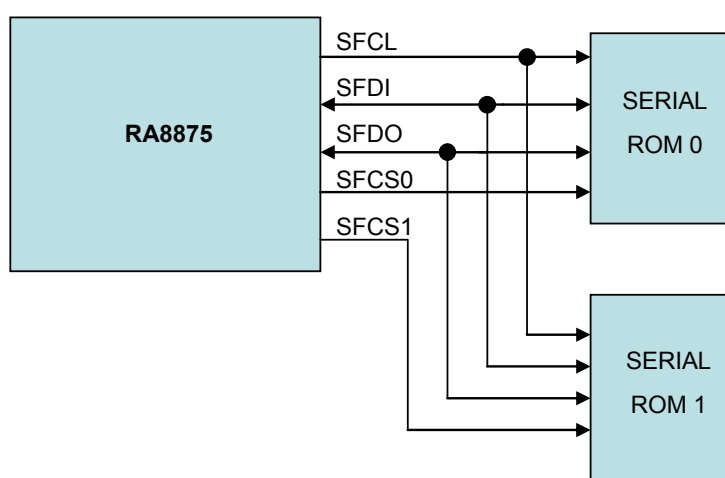 RA8875
SFCL
SFDI
SFDO
SFCS0
SFCS1
SERIAL
ROM 0
SERIAL
ROM 1